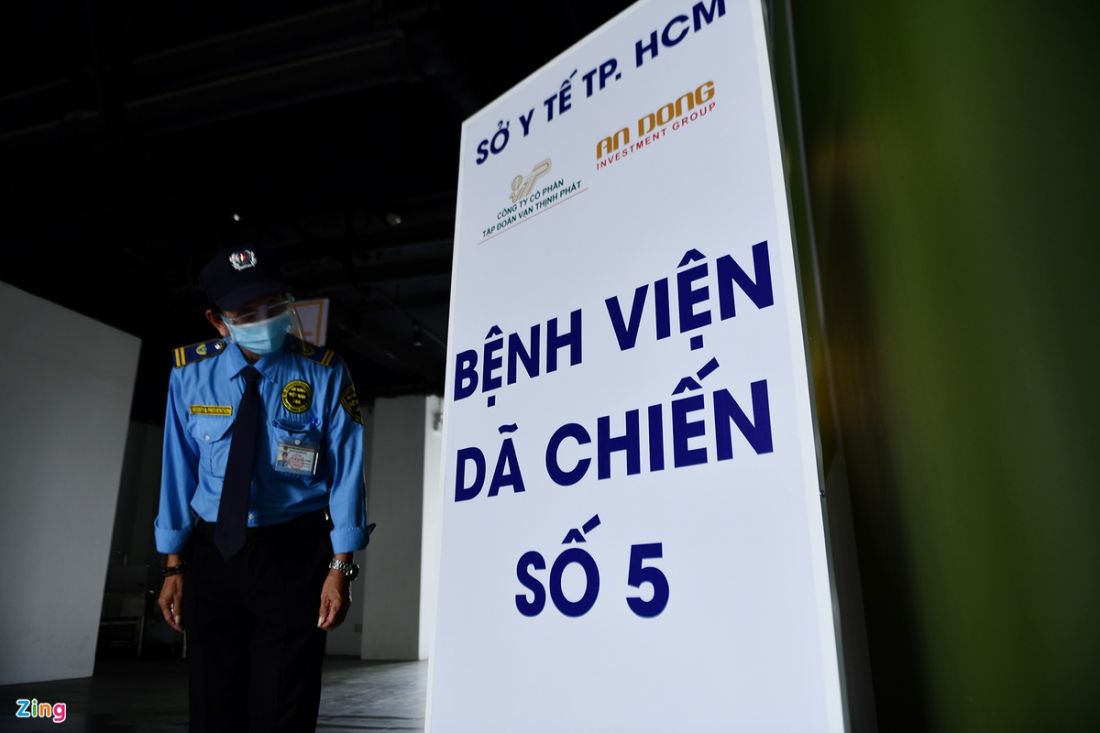 SỞ Y TẾ TP. HCM
AN DONG
INVESTMENT GROUP
VTP
CÔNG TY CỔ PHẦN
TẬP ĐOÀN VẠN THỊNH PHÁT
BỆNH VIỆN
DÃ CHIẾN
SỐ 5
Zing